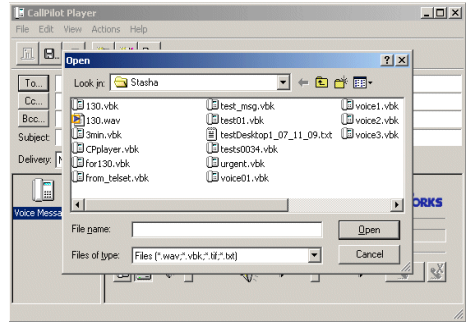 CallPilot Player
File Edit View Actions Help
Open
Look in: Stasha
To...
Cc...
Bcc...
Subject:
Delivery:
130.vbk
130.wav
3min.vbk
CPplayer.vbk
for130.vbk
from_telset.vbk
test_msg.vbk
test01.vbk
testDesktop1_07_11_09.txt
tests0034.vbk
urgent.vbk
voice01.vbk
voice1.vbk
voice2.vbk
voice3.vbk
Voice Messa
ORKS
File name:
Open
Files of type: Files (*.wav;*.vbk;*.tif;*.txt)
Cancel